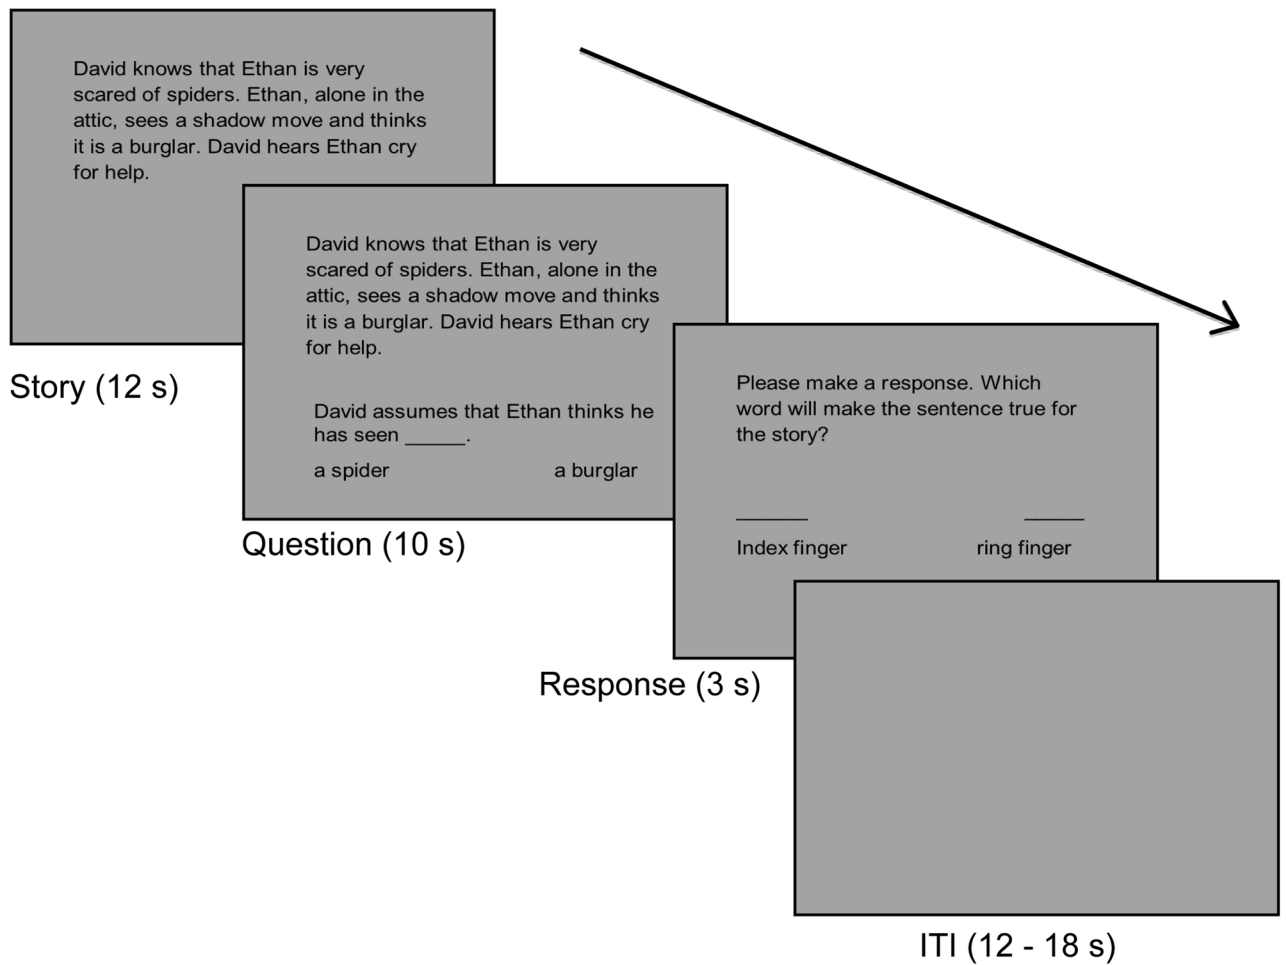 David knows that Ethan is very
scared of spiders. Ethan, alone in the
attic, sees a shadow move and thinks
it is a burglar. David hears Ethan cry
for help.
Story (12 s)
David knows that Ethan is very
scared of spiders. Ethan, alone in the
attic, sees a shadow move and thinks
it is a burglar. David hears Ethan cry
for help.
David assumes that Ethan thinks he
has seen _____.
a spider a burglar
Question (10 s)
Please make a response. Which
word will make the sentence true for
the story?
______ _____
Index finger ring finger
Response (3 s)
ITI (12 - 18 s)